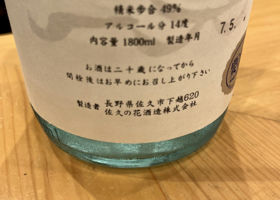 精米歩合 49%
アルコール分 14度
内容量 1800ml 製造年月
7.5.
お酒は二十歳になってから
開栓後はお早めにお召し上がり下さい
製造者 長野県佐久市下越620
佐久の花酒造株式会社